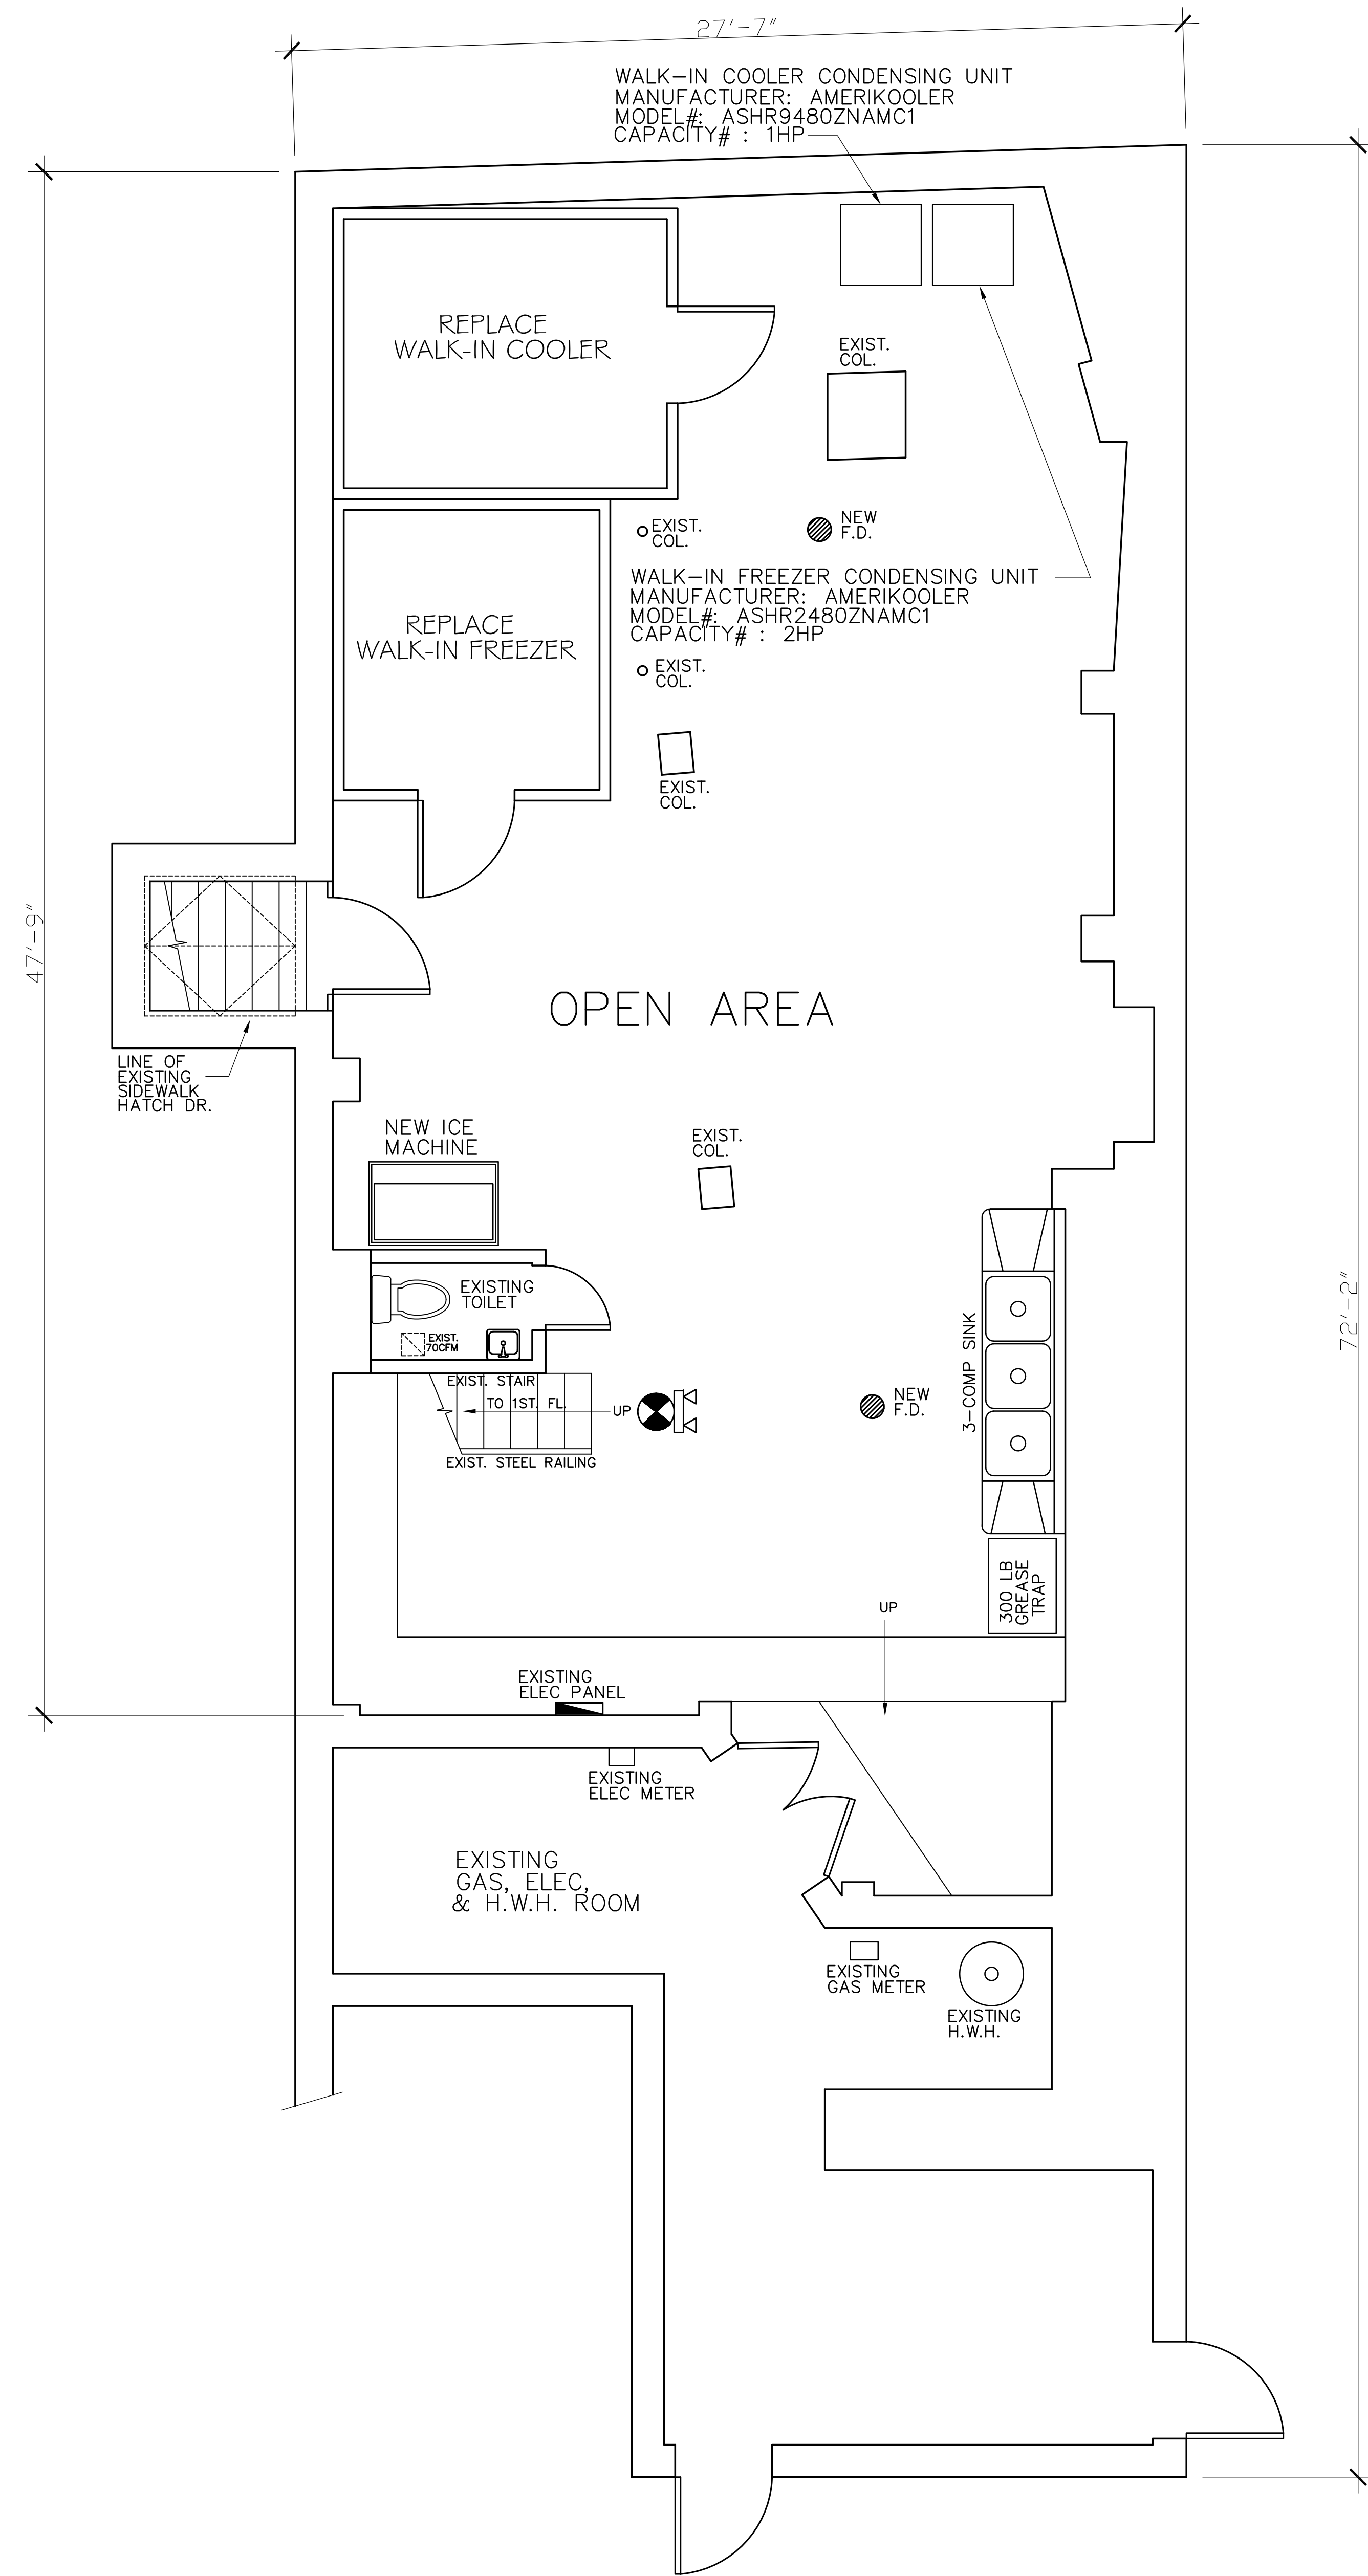 27'-7"
WALK-IN COOLER CONDENSING UNIT
MANUFACTURER: AMERIKOOLER
MODEL#: ASHR9480ZNAMC1
CAPACITY# : 1HP
REPLACE
WALK-IN COOLER
EXIST.
COL.
EXIST.
COL.
NEW
F.D.
WALK-IN FREEZER CONDENSING UNIT
MANUFACTURER: AMERIKOOLER
MODEL#: ASHR2480ZNAMC1
CAPACITY# : 2HP
REPLACE
WALK-IN FREEZER
EXIST.
COL.
EXIST.
COL.
47'-9"
OPEN AREA
LINE OF
EXISTING
SIDEWALK
HATCH DR.
NEW ICE
MACHINE
EXIST.
COL.
EXISTING
TOILET
EXIST.
70CFM
EXIST. STAIR
TO 1ST. FL.
UP
EXIST. STEEL RAILING
NEW
F.D.
3-COMP SINK
72'-2"
300 LB
GREASE
TRAP
UP
EXISTING
ELEC PANEL
EXISTING
ELEC METER
EXISTING
GAS, ELEC,
& H.W.H. ROOM
EXISTING
GAS METER
EXISTING
H.W.H.